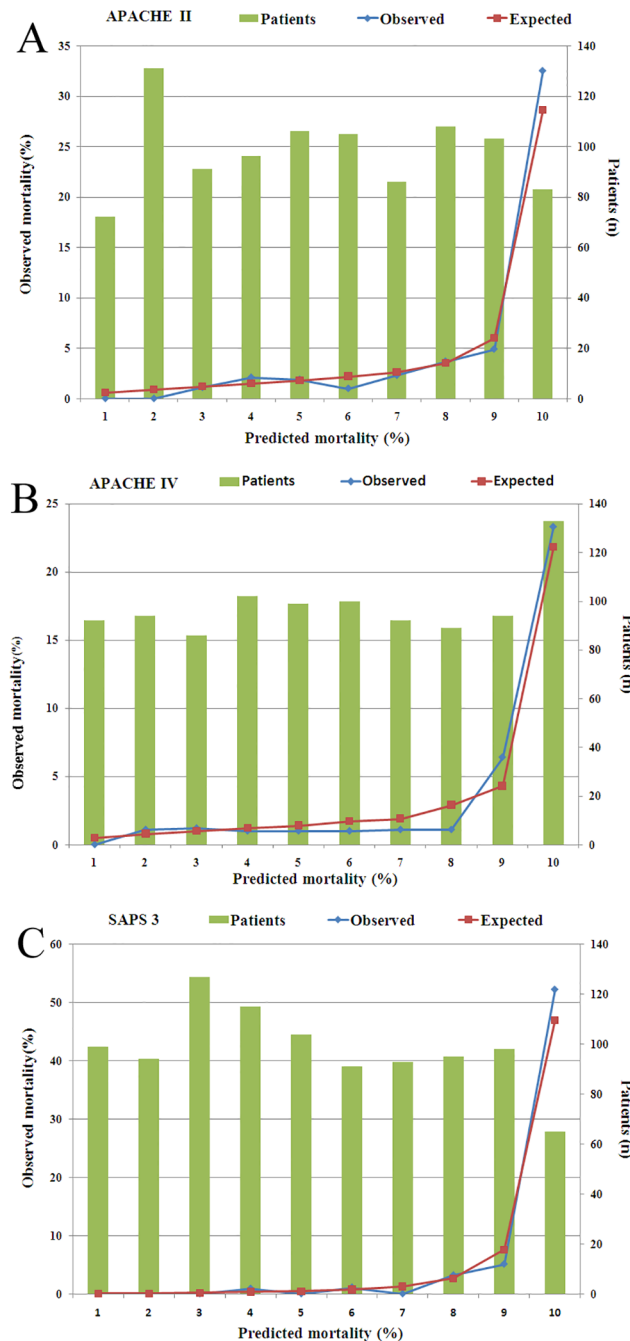 A
APACHE II Patients Observed Expected
Observed mortality(%)
35
30
25
20
15
10
5
0
140
120
100
80
60
40
20
0
Patients (n)
1 2 3 4 5 6 7 8 9 10
Predicted mortality (%)
B
APACHE IV Patients Observed Expected
Observed mortality(%)
25
20
15
10
5
0
140
120
100
80
60
40
20
0
Patients (n)
1 2 3 4 5 6 7 8 9 10
Predicted mortality (%)
C
SAPS 3 Patients Observed Expected
Observed mortality(%)
60
50
40
30
20
10
0
140
120
100
80
60
40
20
0
Patients (n)
1 2 3 4 5 6 7 8 9 10
Predicted mortality (%)